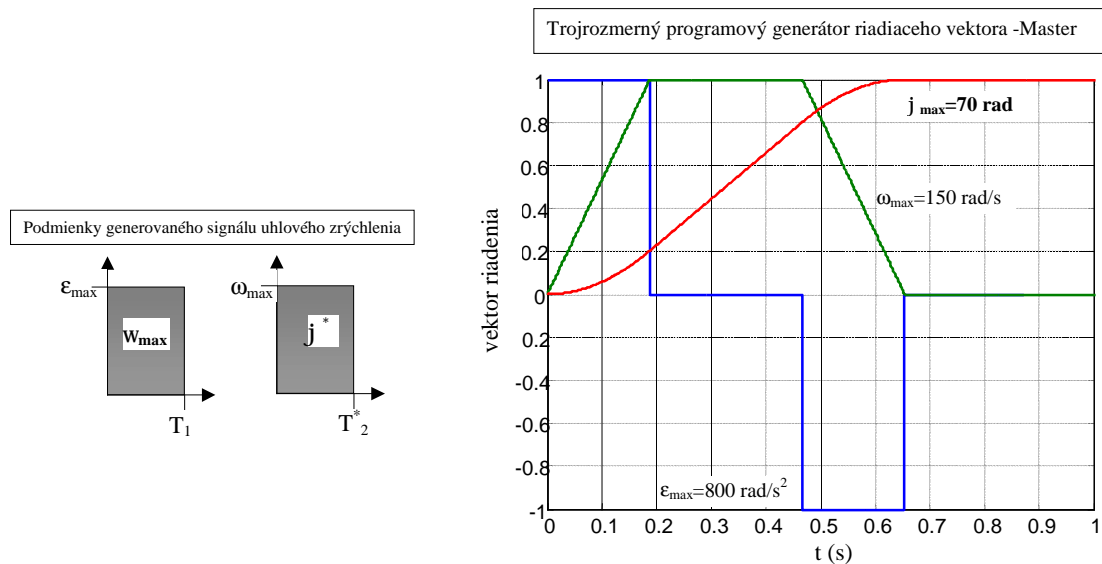 Trojrozmerný programový generátor riadiaceho vektora -Master
Podmienky generovaného signálu uhlového zrýchlenia
εmax
Wmax
T1
ωmax
j *
T*2
vektor riadenia
1
0.8
0.6
0.4
0.2
0
-0.2
-0.4
-0.6
-0.8
-1
j max=70 rad
ωmax=150 rad/s
εmax=800 rad/s2
0 0.1 0.2 0.3 0.4 0.5 0.6 0.7 0.8 0.9 1
t (s)